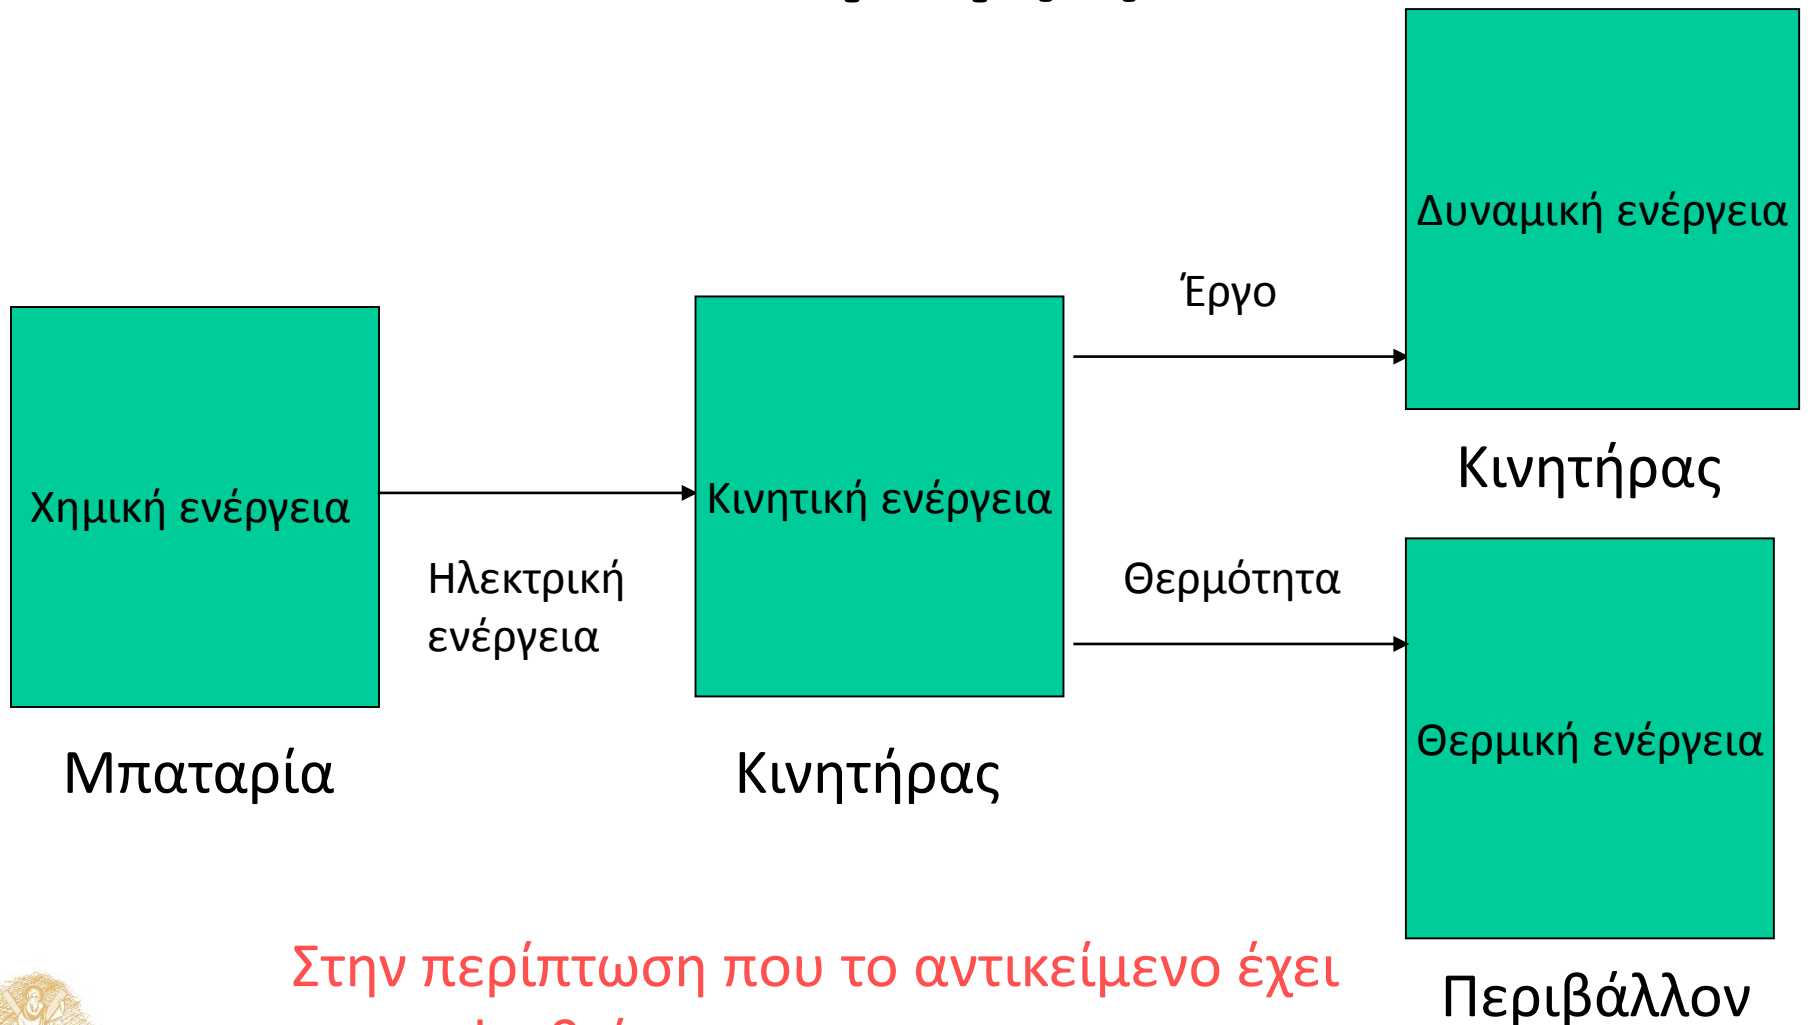 Δυναμική ενέργεια
Έργο
Κινητήρας
Χημική ενέργεια
Κινητική ενέργεια
Ηλεκτρική
ενέργεια
Θερμότητα
Θερμική ενέργεια
Μπαταρία
Κινητήρας
Στην περίπτωση που το αντικείμενο έχει
Περιβάλλον